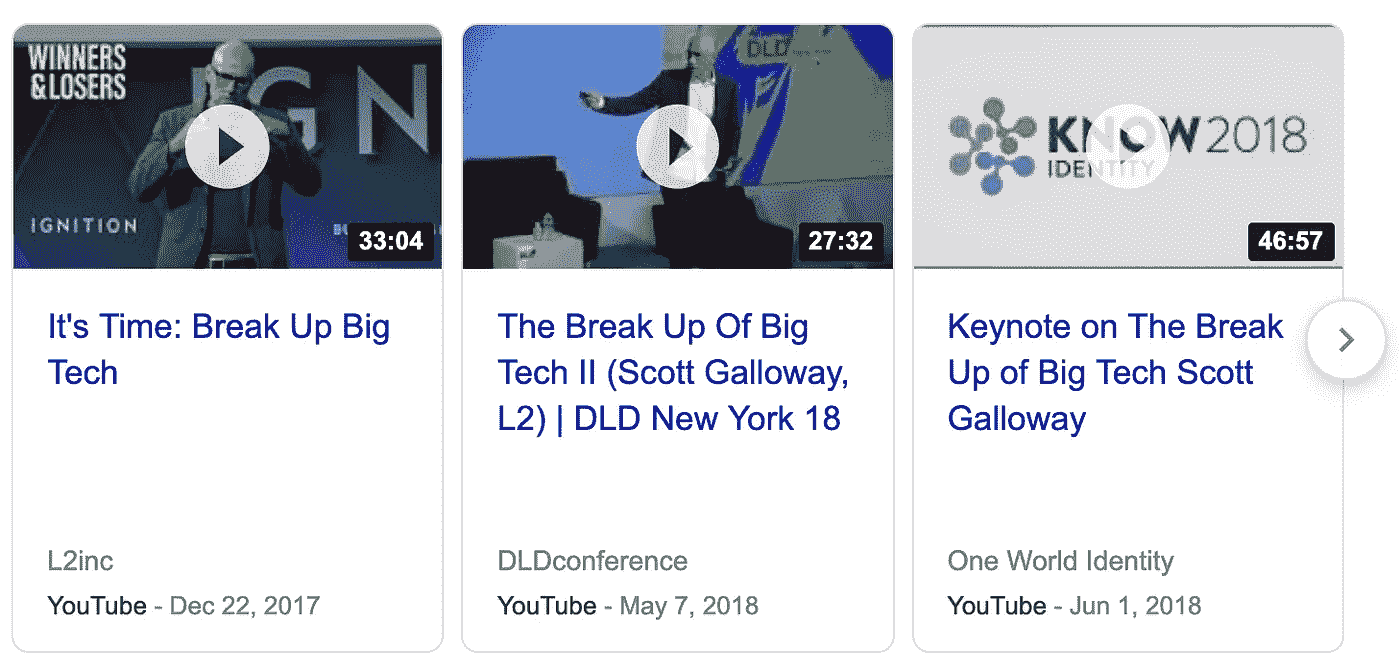 WINNERS
& LOSERS
IGN
IGNITION
33:04
It's Time: Break Up Big
Tech
L2inc
YouTube - Dec 22, 2017
DLD
27:32
The Break Up Of Big
Tech II (Scott Galloway,
L2) | DLD New York 18
DLDconference
YouTube - May 7, 2018
KNOW 2018
IDENTITY
46:57
Keynote on The Break
Up of Big Tech Scott
Galloway
One World Identity
YouTube - Jun 1, 2018